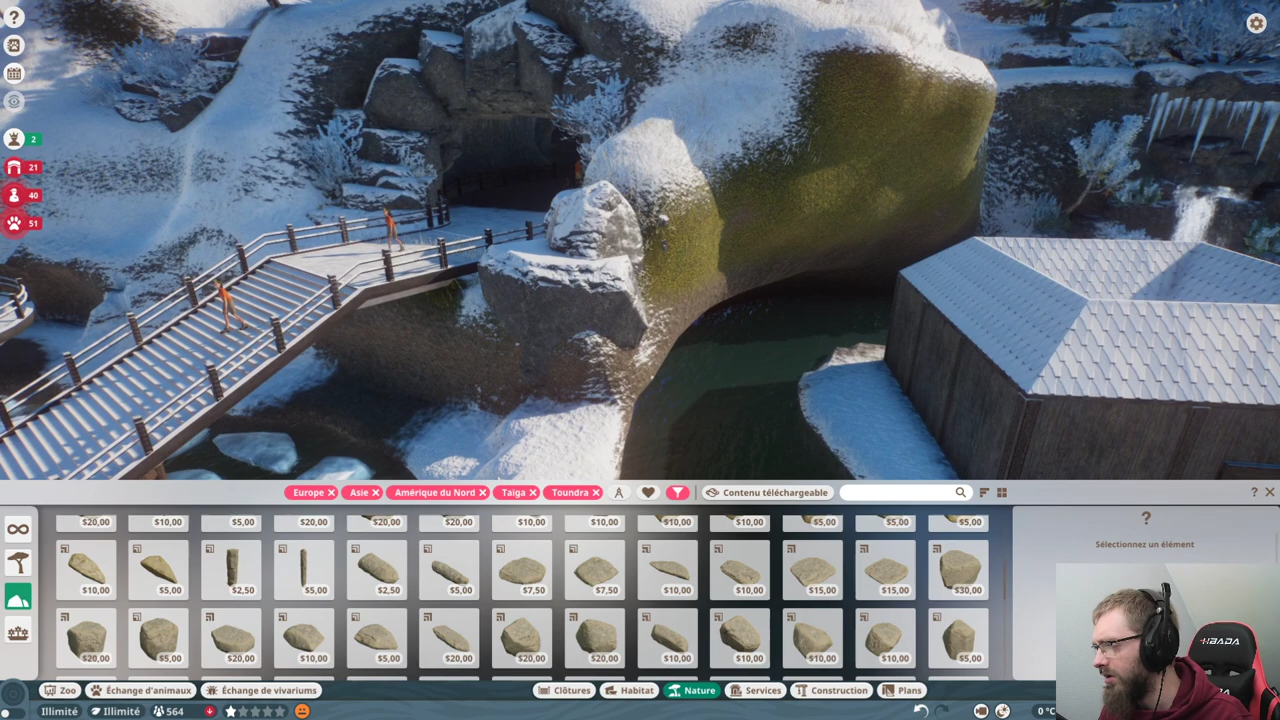 ?
2
21
40
51
Europe ✕ Asie ✕ Amérique du Nord ✕ Taïga ✕ Toundra ✕ Contenu téléchargeable ? ✕
$20,00 $10,00 $5,00 $20,00 $20,00 $20,00 $10,00 $10,00 $10,00 $10,00 $5,00 $5,00 $5,00
?
Sélectionnez un élément
$10,00 $5,00 $2,50 $5,00 $2,50 $5,00 $7,50 $7,50 $10,00 $10,00 $15,00 $15,00 $30,00
$20,00 $5,00 $20,00 $10,00 $5,00 $20,00 $20,00 $20,00 $10,00 $10,00 $10,00 $10,00 $5,00
HBADA
Zoo Échange d'animaux Échange de vivariums Clôtures Habitat Nature Services Construction Plans
Illimité Illimité 564 0 °C